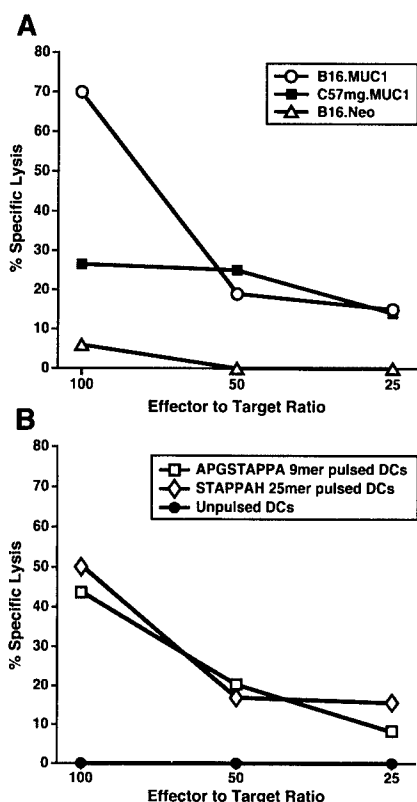 A
80
70
60
50
40
30
20
10
0
% Specific Lysis
B16.MUC1
C57mg.MUC1
B16.Neo
100 50 25
Effector to Target Ratio
B
80
70
60
50
40
30
20
10
0
% Specific Lysis
APGSTAPPA 9mer pulsed DCs
STAPPAH 25mer pulsed DCs
Unpulsed DCs
100 50 25
Effector to Target Ratio